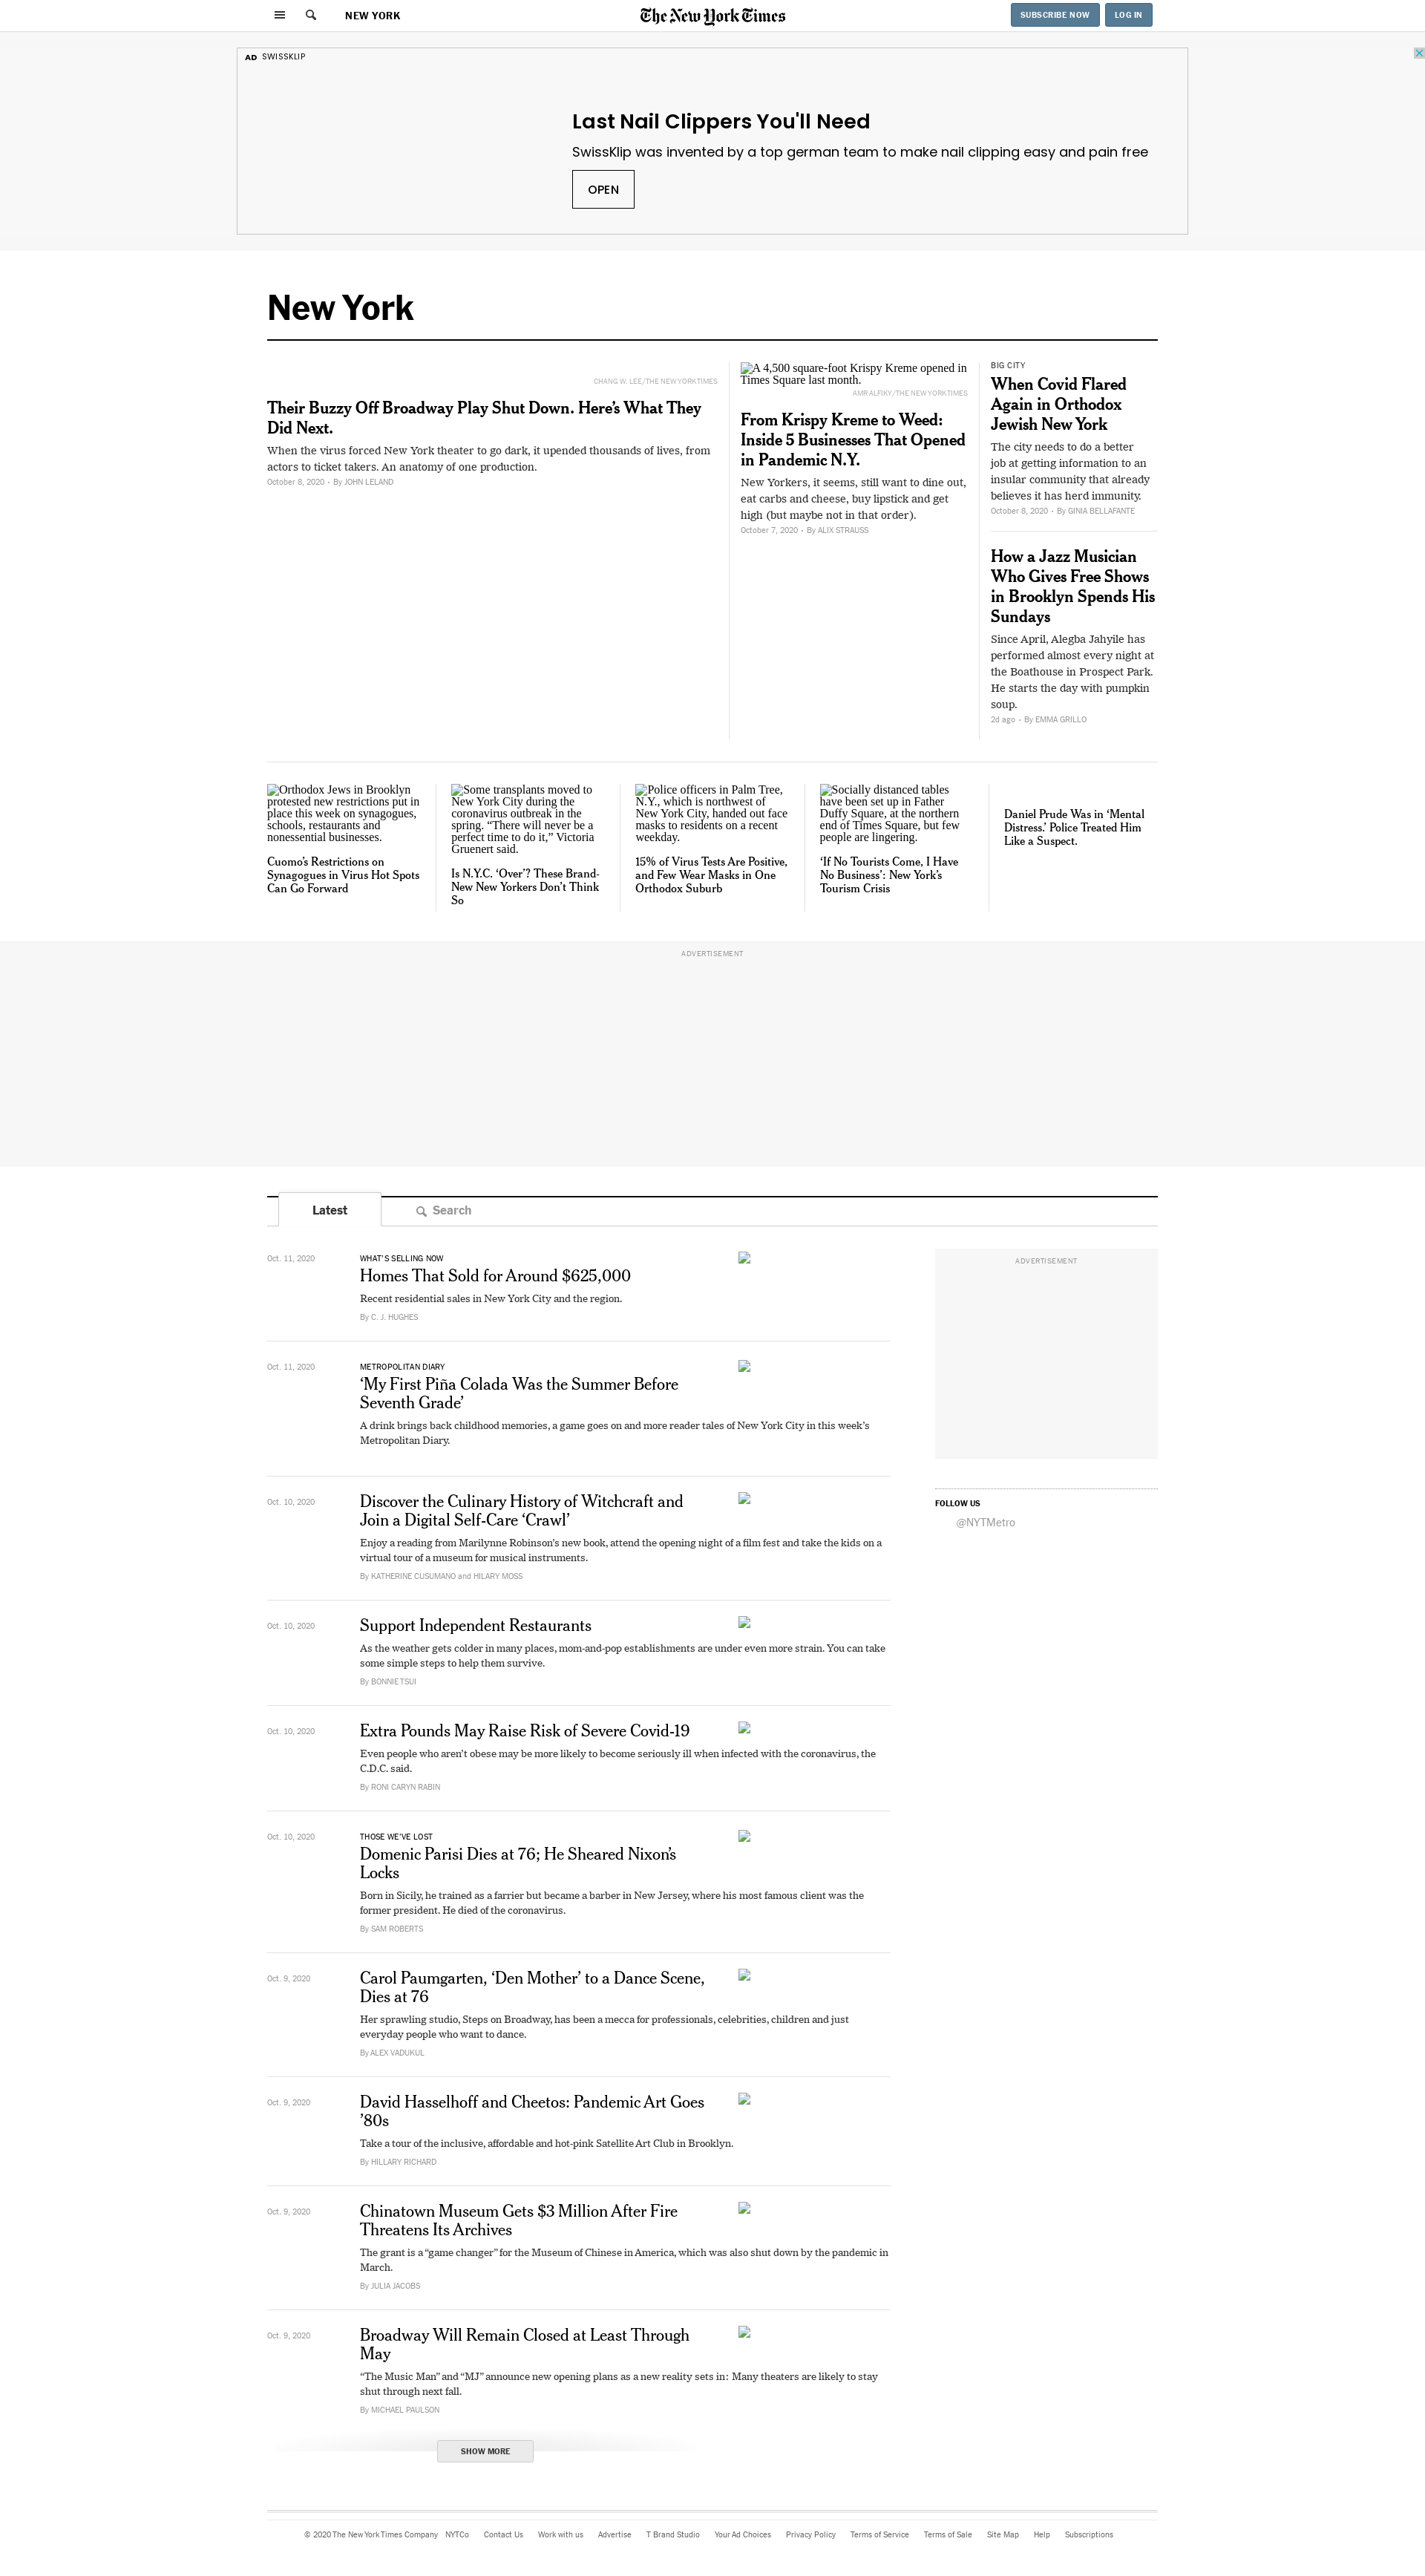 NEW YORK
The New York Times
SUBSCRIBE NOW
LOG IN
AD SWISSKLIP
Last Nail Clippers You'll Need
SwissKlip was invented by a top german team to make nail clipping easy and pain free
OPEN
New York
CHANG W. LEE/THE NEW YORK TIMES
Their Buzzy Off Broadway Play Shut Down. Here’s What They
Did Next.
When the virus forced New York theater to go dark, it upended thousands of lives, from
actors to ticket takers. An anatomy of one production.
October 8, 2020 • By JOHN LELAND
A 4,500 square-foot Krispy Kreme opened in
Times Square last month.
AMR ALFIKY/THE NEW YORK TIMES
From Krispy Kreme to Weed:
Inside 5 Businesses That Opened
in Pandemic N.Y.
New Yorkers, it seems, still want to dine out,
eat carbs and cheese, buy lipstick and get
high (but maybe not in that order).
October 7, 2020 • By ALIX STRAUSS
BIG CITY
When Covid Flared
Again in Orthodox
Jewish New York
The city needs to do a better
job at getting information to an
insular community that already
believes it has herd immunity.
October 8, 2020 • By GINIA BELLAFANTE
How a Jazz Musician
Who Gives Free Shows
in Brooklyn Spends His
Sundays
Since April, Alegba Jahyile has
performed almost every night at
the Boathouse in Prospect Park.
He starts the day with pumpkin
soup.
2d ago • By EMMA GRILLO
Orthodox Jews in Brooklyn
protested new restrictions put in
place this week on synagogues,
schools, restaurants and
nonessential businesses.
Cuomo’s Restrictions on
Synagogues in Virus Hot Spots
Can Go Forward
Some transplants moved to
New York City during the
coronavirus outbreak in the
spring. “There will never be a
perfect time to do it,” Victoria
Gruenert said.
Is N.Y.C. ‘Over’? These Brand-
New New Yorkers Don’t Think
So
Police officers in Palm Tree,
N.Y., which is northwest of
New York City, handed out face
masks to residents on a recent
weekday.
15% of Virus Tests Are Positive,
and Few Wear Masks in One
Orthodox Suburb
Socially distanced tables
have been set up in Father
Duffy Square, at the northern
end of Times Square, but few
people are lingering.
‘If No Tourists Come, I Have
No Business’: New York’s
Tourism Crisis
Daniel Prude Was in ‘Mental
Distress.’ Police Treated Him
Like a Suspect.
ADVERTISEMENT
Latest
Search
Oct. 11, 2020
WHAT’S SELLING NOW
Homes That Sold for Around $625,000
Recent residential sales in New York City and the region.
By C. J. HUGHES
Oct. 11, 2020
METROPOLITAN DIARY
‘My First Piña Colada Was the Summer Before
Seventh Grade’
A drink brings back childhood memories, a game goes on and more reader tales of New York City in this week’s
Metropolitan Diary.
Oct. 10, 2020
Discover the Culinary History of Witchcraft and
Join a Digital Self-Care ‘Crawl’
Enjoy a reading from Marilynne Robinson’s new book, attend the opening night of a film fest and take the kids on a
virtual tour of a museum for musical instruments.
By KATHERINE CUSUMANO and HILARY MOSS
Oct. 10, 2020
Support Independent Restaurants
As the weather gets colder in many places, mom-and-pop establishments are under even more strain. You can take
some simple steps to help them survive.
By BONNIE TSUI
Oct. 10, 2020
Extra Pounds May Raise Risk of Severe Covid-19
Even people who aren’t obese may be more likely to become seriously ill when infected with the coronavirus, the
C.D.C. said.
By RONI CARYN RABIN
Oct. 10, 2020
THOSE WE’VE LOST
Domenic Parisi Dies at 76; He Sheared Nixon’s
Locks
Born in Sicily, he trained as a farrier but became a barber in New Jersey, where his most famous client was the
former president. He died of the coronavirus.
By SAM ROBERTS
Oct. 9, 2020
Carol Paumgarten, ‘Den Mother’ to a Dance Scene,
Dies at 76
Her sprawling studio, Steps on Broadway, has been a mecca for professionals, celebrities, children and just
everyday people who want to dance.
By ALEX VADUKUL
Oct. 9, 2020
David Hasselhoff and Cheetos: Pandemic Art Goes
’80s
Take a tour of the inclusive, affordable and hot-pink Satellite Art Club in Brooklyn.
By HILLARY RICHARD
Oct. 9, 2020
Chinatown Museum Gets $3 Million After Fire
Threatens Its Archives
The grant is a “game changer” for the Museum of Chinese in America, which was also shut down by the pandemic in
March.
By JULIA JACOBS
Oct. 9, 2020
Broadway Will Remain Closed at Least Through
May
“The Music Man” and “MJ” announce new opening plans as a new reality sets in: Many theaters are likely to stay
shut through next fall.
By MICHAEL PAULSON
SHOW MORE
ADVERTISEMENT
FOLLOW US
@NYTMetro
© 2020 The New York Times Company NYTCo Contact Us Work with us Advertise T Brand Studio Your Ad Choices Privacy Policy Terms of Service Terms of Sale Site Map Help Subscriptions